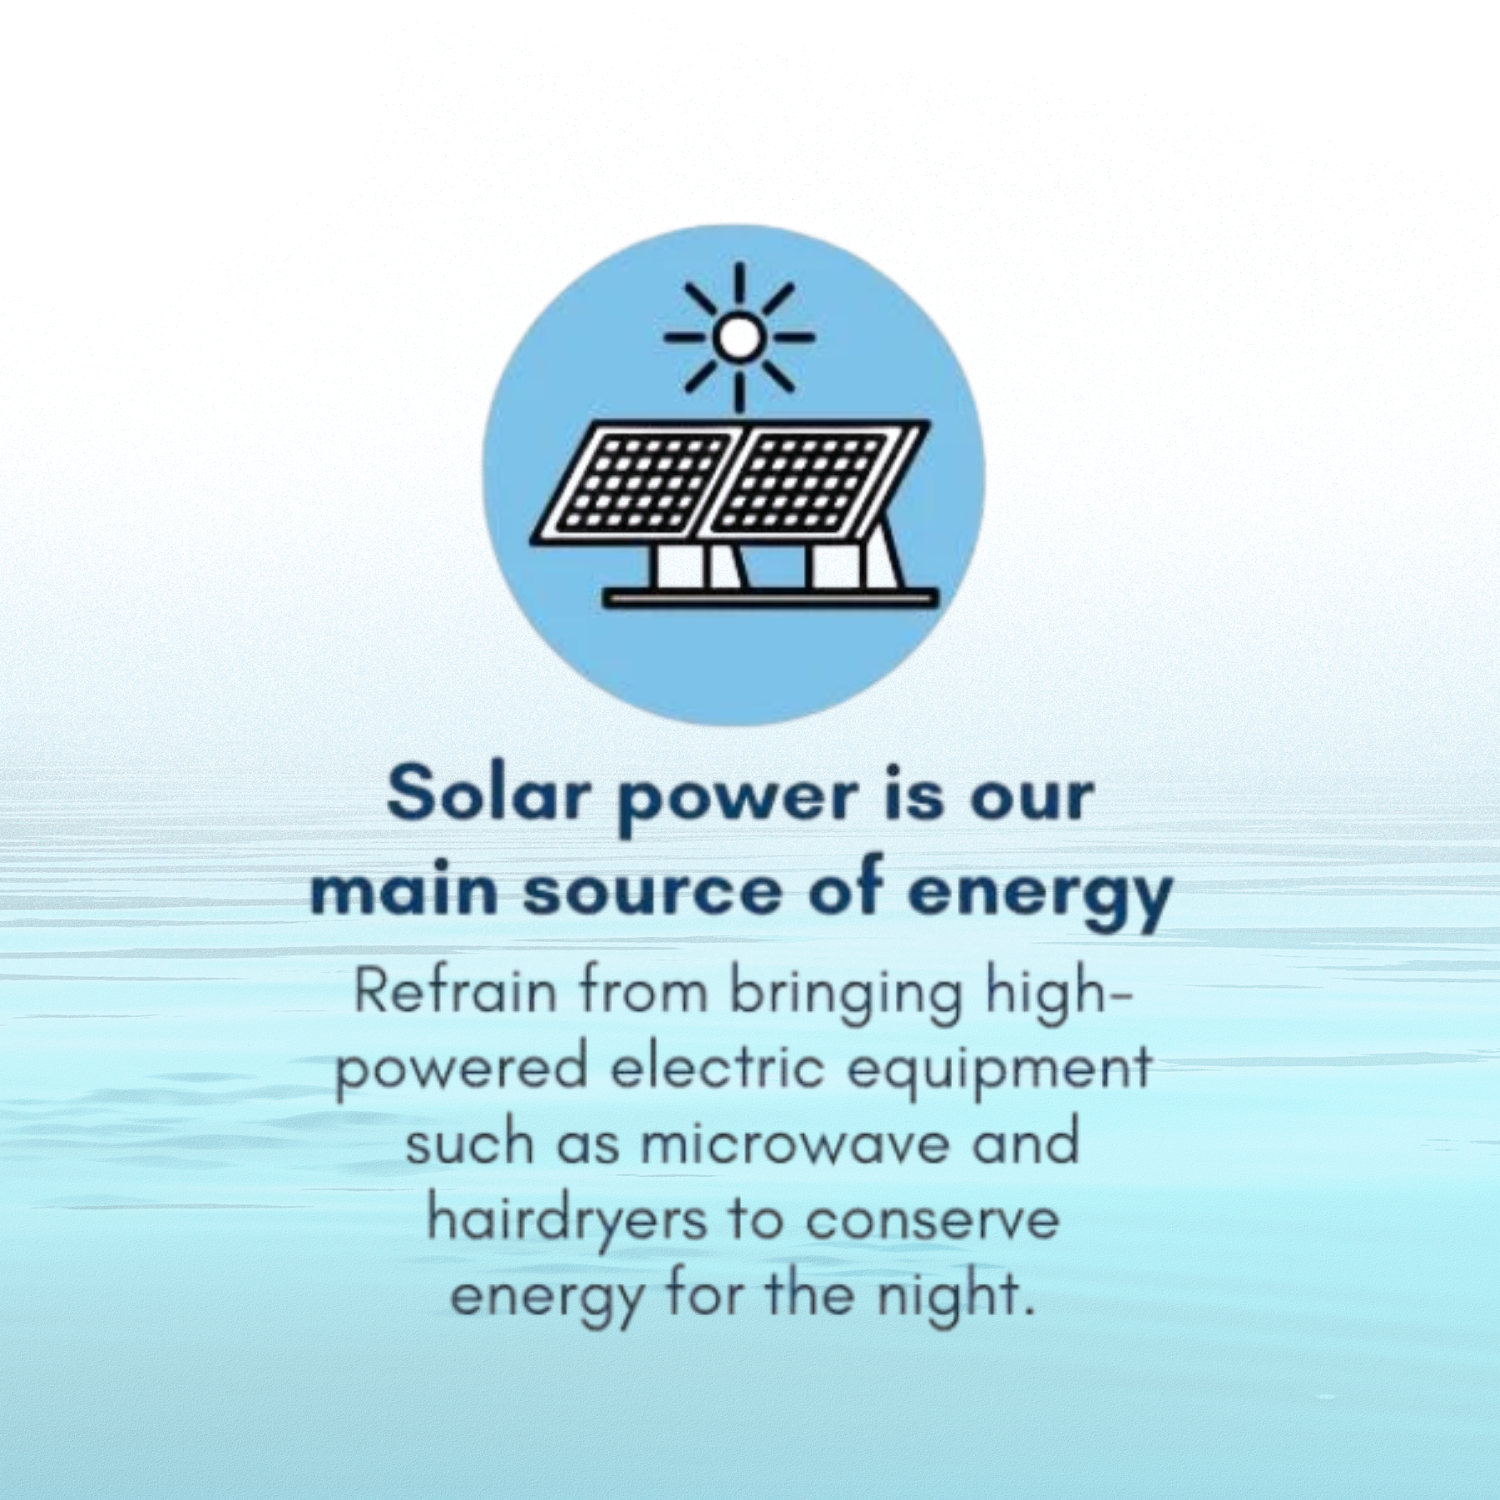 Solar power is our
main source of energy
Refrain from bringing high-
powered electric equipment
such as microwave and
hairdryers to conserve
energy for the night.